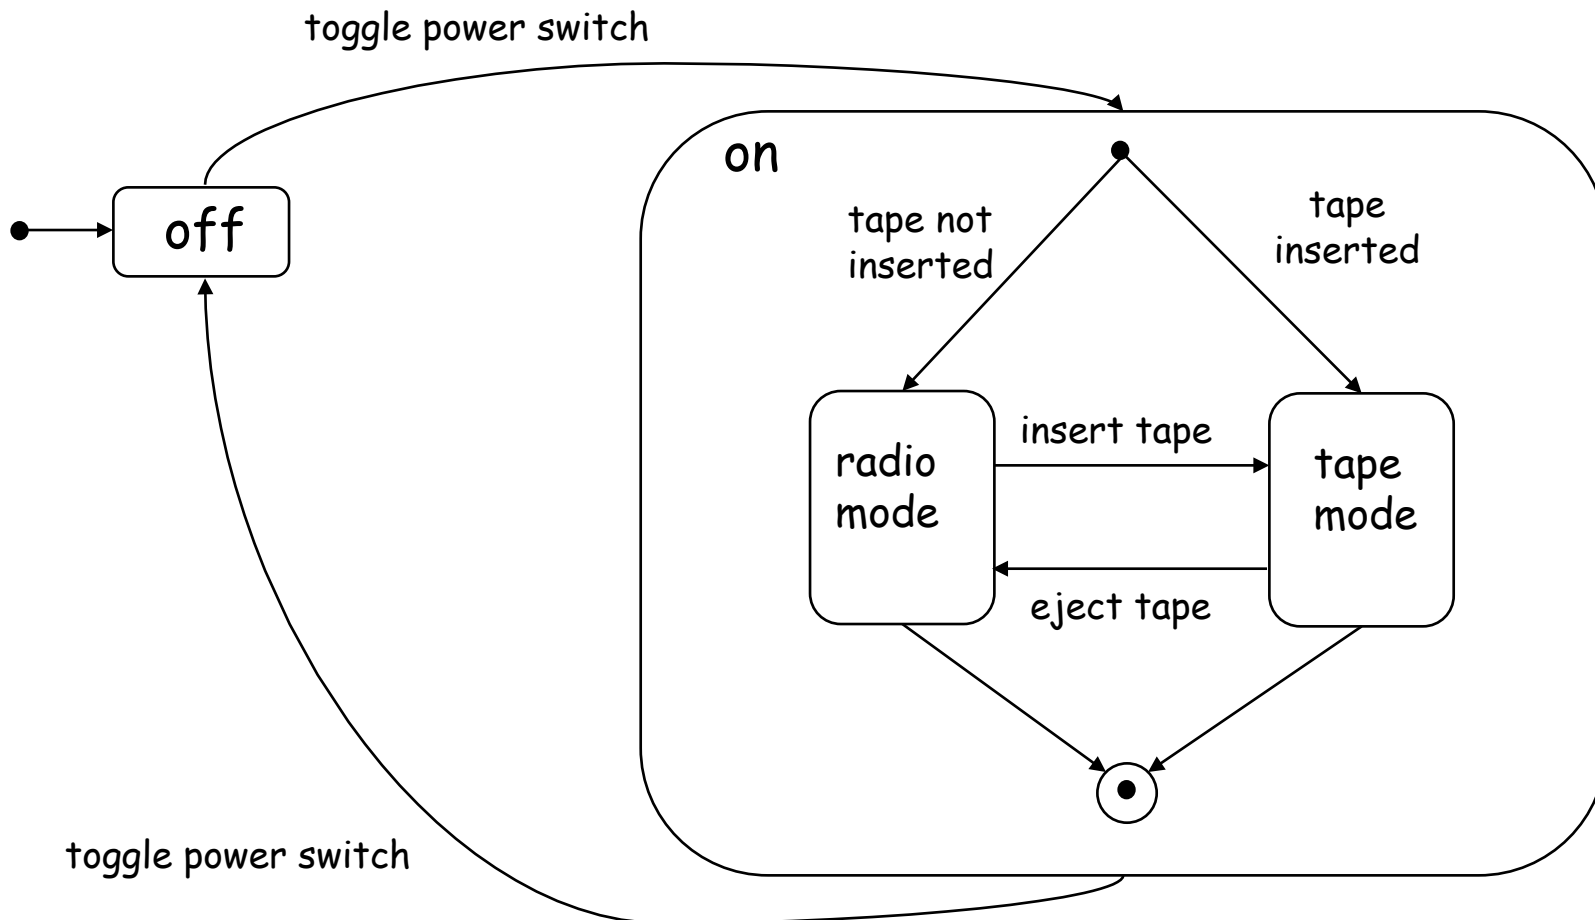 toggle power switch
on
off
tape not
inserted
tape
inserted
insert tape
radio
mode
tape
mode
eject tape
toggle power switch